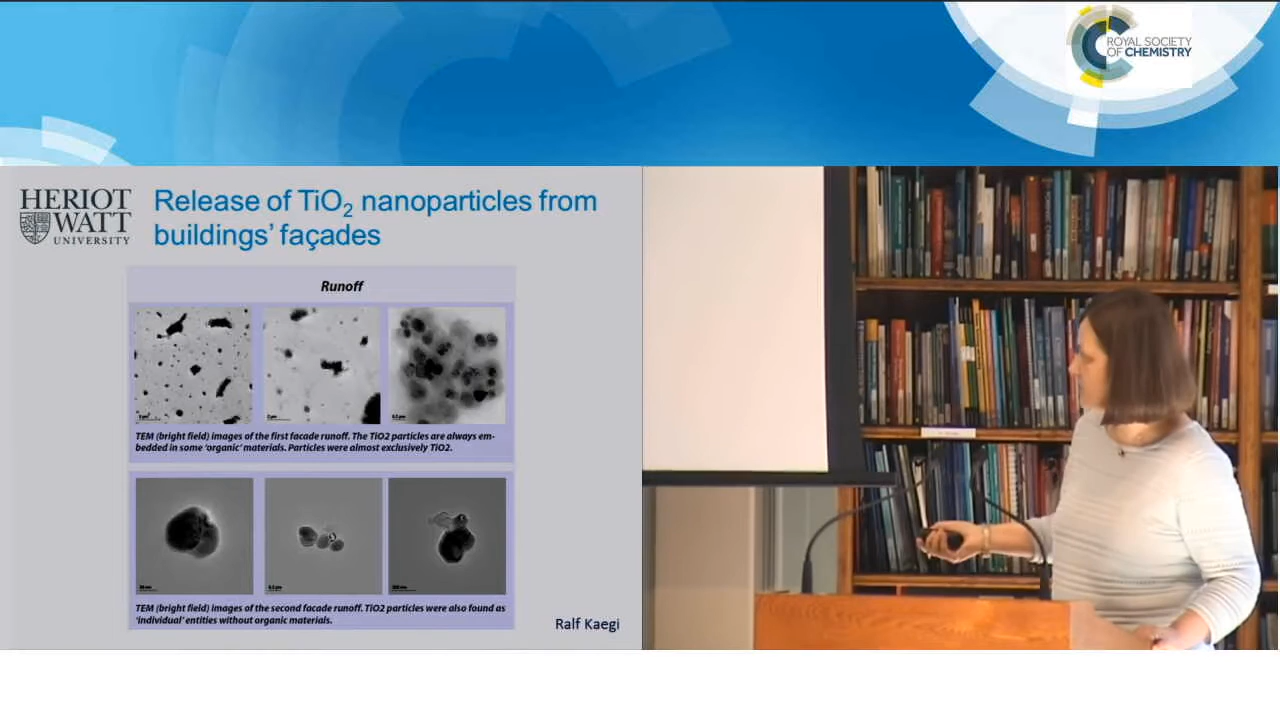 ROYAL SOCIETY
OF CHEMISTRY
HERIOT
WATT
UNIVERSITY
Release of TiO₂ nanoparticles from
buildings’ façades
Runoff
TEM (bright field) images of the first facade runoff. The TiO2 particles are always em-
bedded in some ‘organic’ materials. Particles were almost exclusively TiO2.
TEM (bright field) images of the second facade runoff. TiO2 particles were also found as
‘individual’ entities without organic materials.
Ralf Kaegi